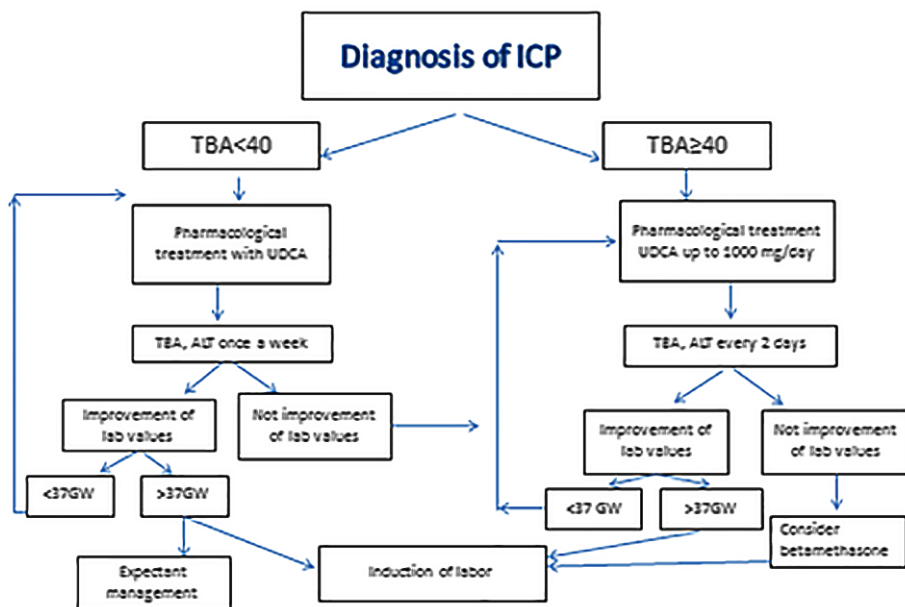 Diagnosis of ICP
TBA<40
TBA≥40
Pharmacological
treatment with UDCA
Pharmacological treatment
UDCA up to 1000 mg/day
TBA, ALT once a week
TBA, ALT every 2 days
Improvement of
lab values
Not improvement
of lab values
Improvement of
lab values
Not improvement
of lab values
<37GW
>37GW
<37 GW
>37GW
Consider
betamethasone
Expectant
management
Induction of labor